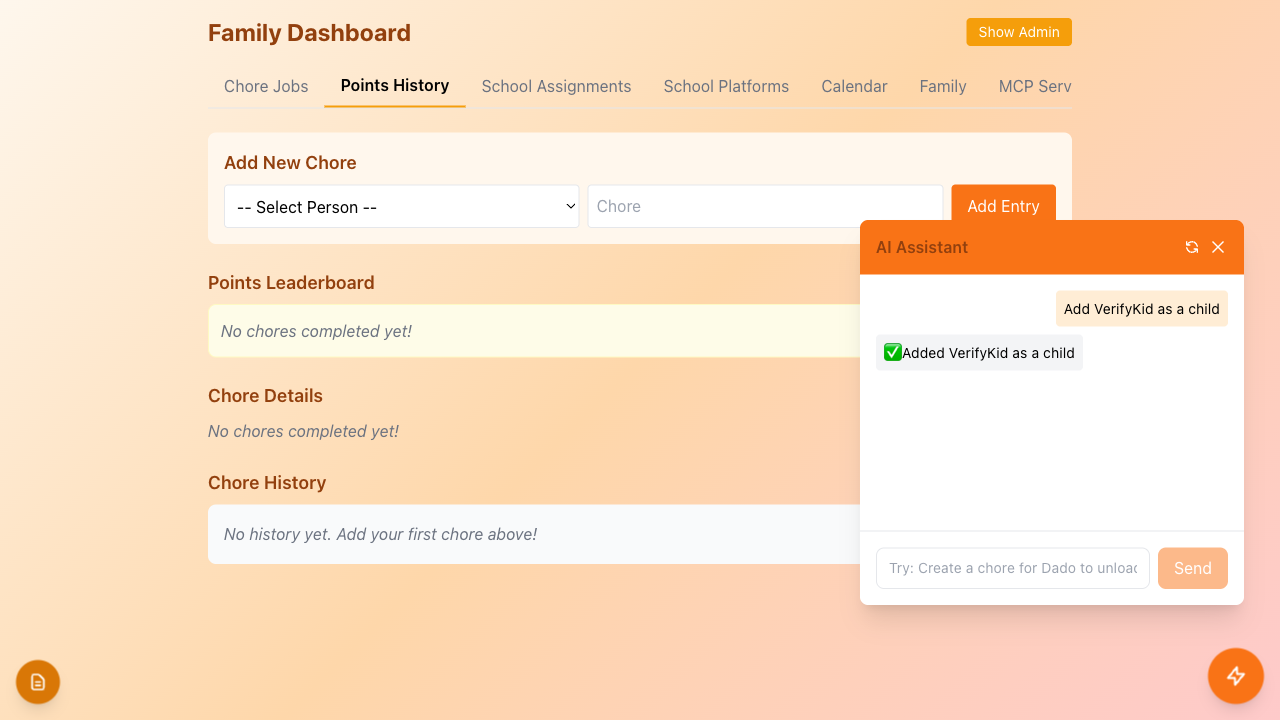 Family Dashboard
Show Admin
Chore Jobs
Points History
School Assignments
School Platforms
Calendar
Family
MCP Serv
Add New Chore
-- Select Person --
Chore
Add Entry
Points Leaderboard
No chores completed yet!
Chore Details
No chores completed yet!
Chore History
No history yet. Add your first chore above!
AI Assistant
Add VerifyKid as a child
✅Added VerifyKid as a child
Try: Create a chore for Dado to unload
Send